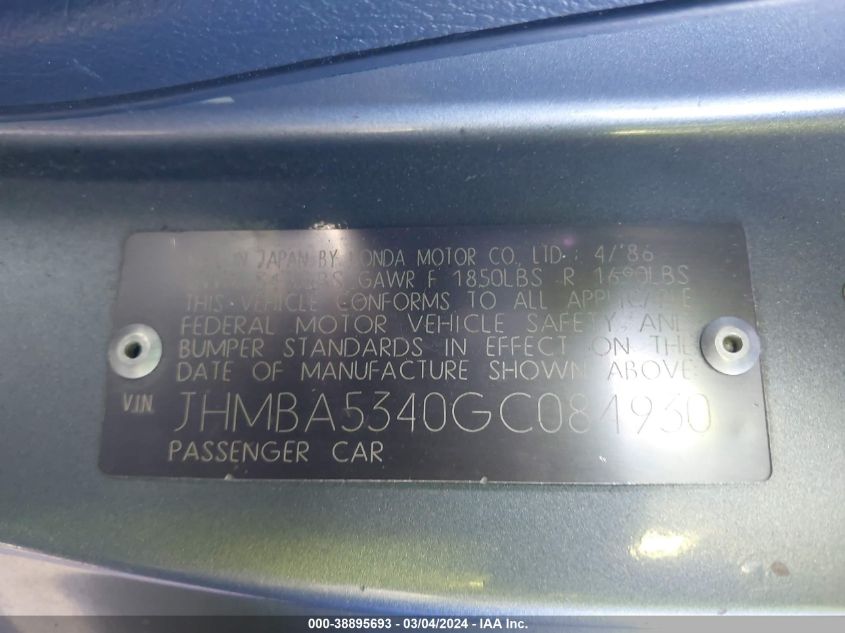 IN JAPAN BY HONDA MOTOR CO., LTD. : 4/'86
GAWR F 1850LBS R 1690LBS
THIS VEHICLE CONFORMS TO ALL APPLICABLE
FEDERAL MOTOR VEHICLE SAFETY AND
BUMPER STANDARDS IN EFFECT ON THE
DATE OF MANUFACTURE SHOWN ABOVE.
V.I.N. JHMBA5340GC084930
PASSENGER CAR
000-38895693 - 03/04/2024 - IAA Inc.